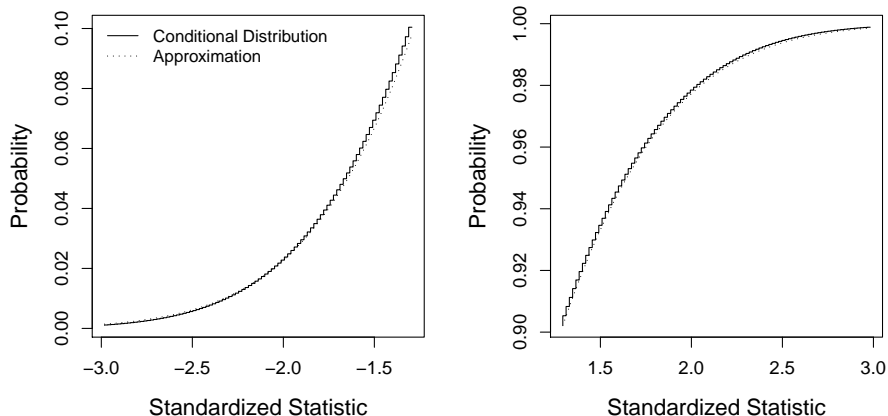 Probability
0.10
0.08
0.06
0.04
0.02
0.00
Conditional Distribution
Approximation
−3.0 −2.5 −2.0 −1.5
Standardized Statistic
Probability
1.00
0.98
0.96
0.94
0.92
0.90
1.5 2.0 2.5 3.0
Standardized Statistic